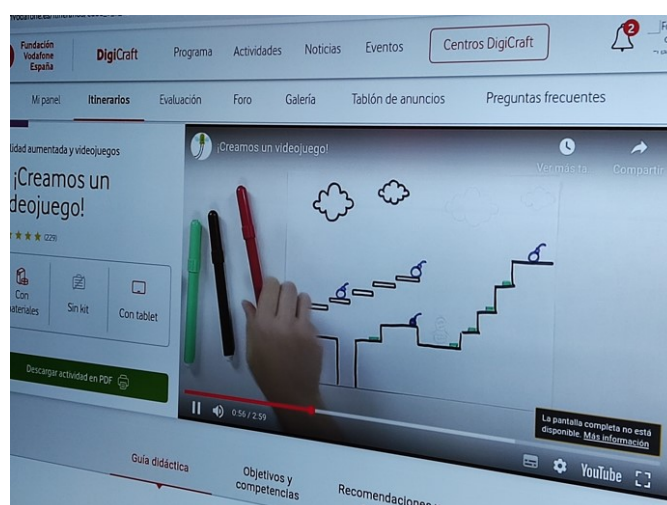 Fundación
Vodafone
España
DigiCraft
Programa
Actividades
Noticias
Eventos
Centros DigiCraft
2
Mi panel
Itinerarios
Evaluación
Foro
Galería
Tablón de anuncios
Preguntas frecuentes
lidad aumentada y videojuegos
¡Creamos un
deojuego!
(229)
Con
ateriales
Sin kit
Con tablet
Descargar actividad en PDF
¡Creamos un videojuego!
Ver más ta
Compartir
0:56 / 2:59
La pantalla completa no está
disponible. Más información
YouTube
Guía didáctica
Objetivos y
competencias
Recomendaciones